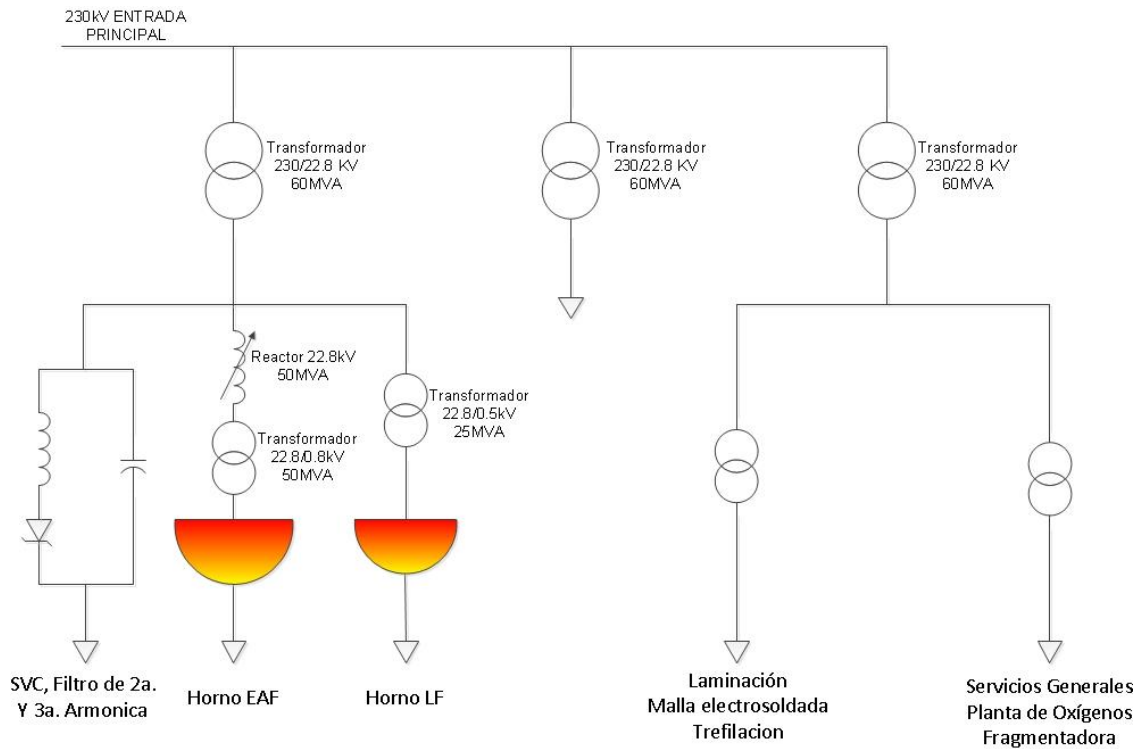 230kV ENTRADA
PRINCIPAL
Transformador
230/22.8 KV
60MVA
Transformador
230/22.8 KV
60MVA
Transformador
230/22.8 KV
60MVA
Reactor 22.8kV
50MVA
Transformador
22.8/0.5kV
25MVA
Transformador
22.8/0.8kV
50MVA
SVC, Filtro de 2a.
Y 3a. Armonica
Horno EAF
Horno LF
Laminación
Malla electrosoldada
Trefilacion
Servicios Generales
Planta de Oxígenos
Fragmentadora